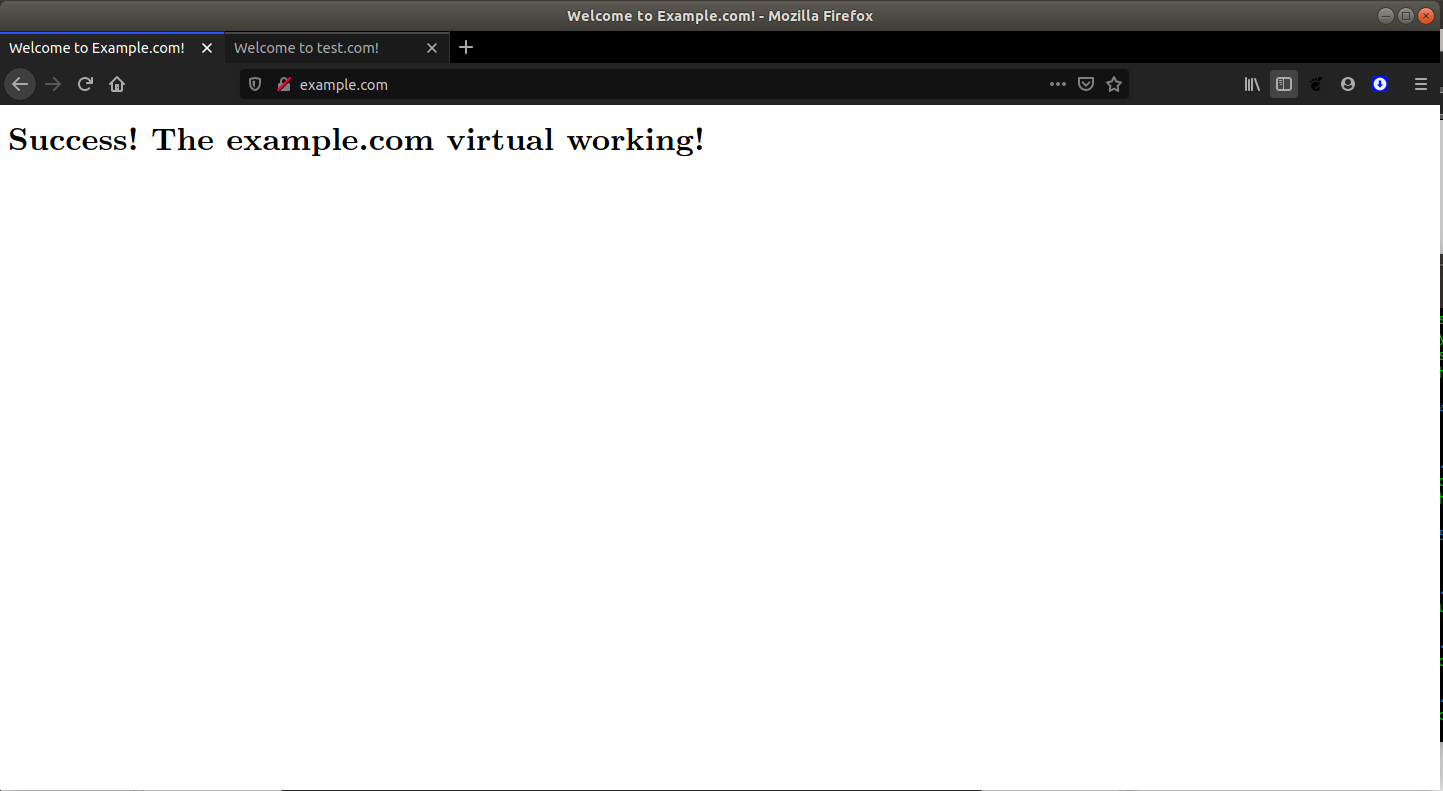 Welcome to Example.com! - Mozilla Firefox
Welcome to Example.com! Welcome to test.com!
example.com
Success! The example.com virtual working!